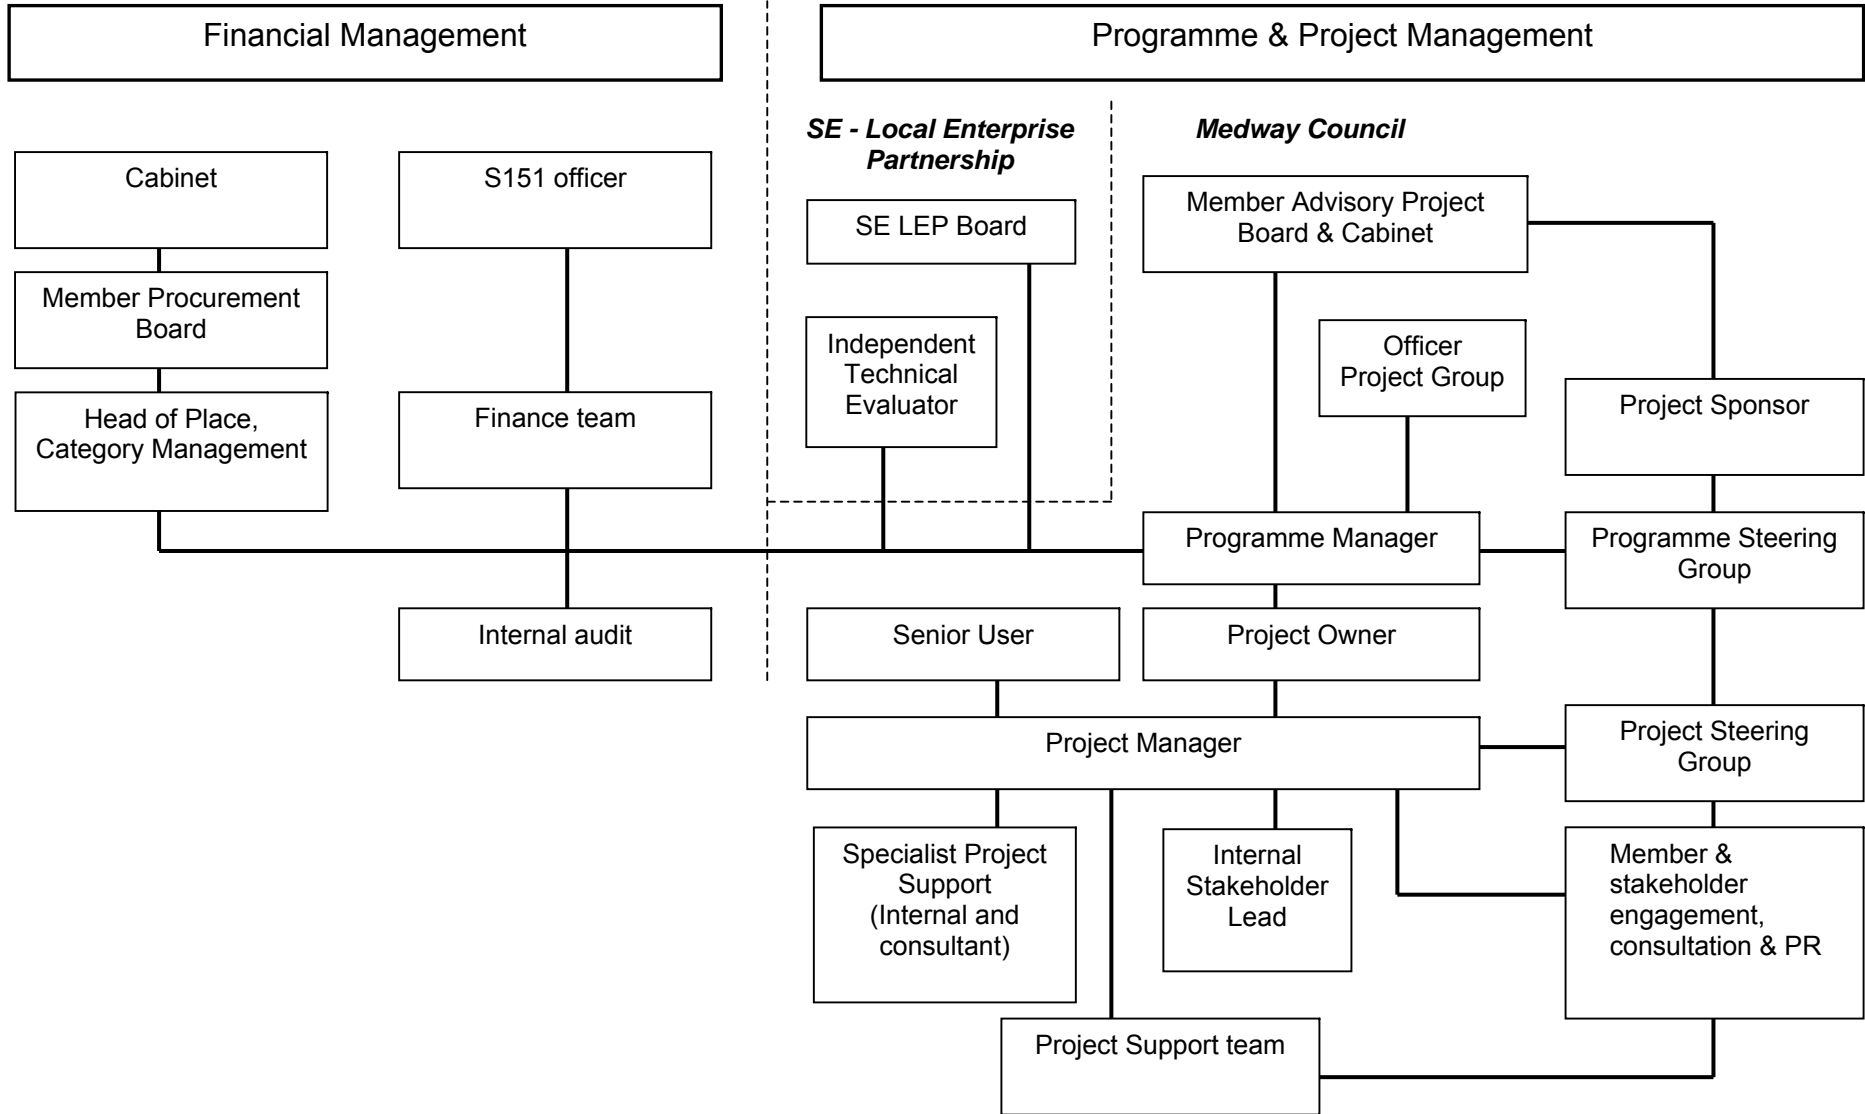 Financial Management
Programme & Project Management
SE - Local Enterprise
Partnership
Medway Council
Cabinet
S151 officer
SE LEP Board
Member Advisory Project
Board & Cabinet
Member Procurement
Board
Independent
Technical
Evaluator
Officer
Project Group
Head of Place,
Category Management
Finance team
Project Sponsor
Programme Manager
Programme Steering
Group
Internal audit
Senior User
Project Owner
Project Manager
Project Steering
Group
Specialist Project
Support
(Internal and
consultant)
Internal
Stakeholder
Lead
Member &
stakeholder
engagement,
consultation & PR
Project Support team